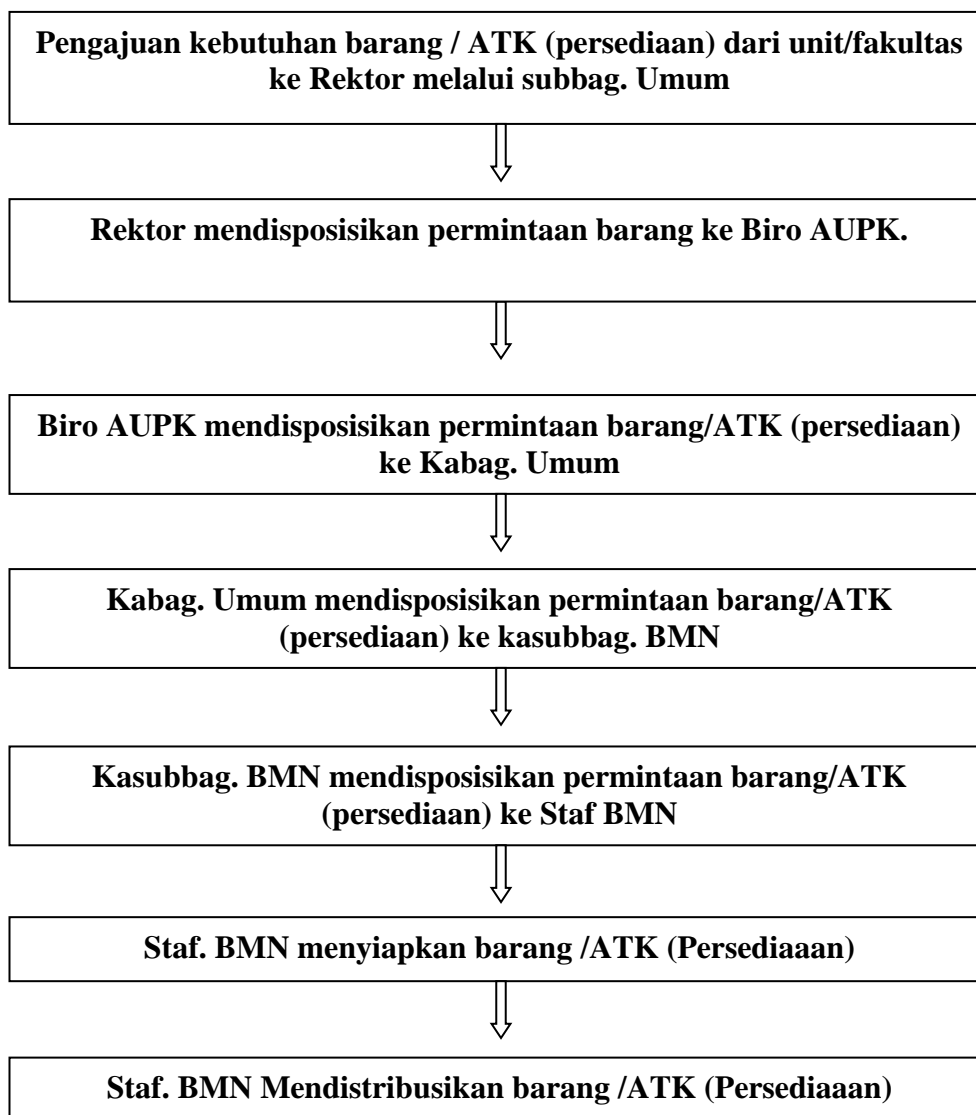 Pengajuan kebutuhan barang / ATK (persediaan) dari unit/fakultas
ke Rektor melalui subbag. Umum
Rektor mendisposisikan permintaan barang ke Biro AUPK.
Biro AUPK mendisposisikan permintaan barang/ATK (persediaan)
ke Kabag. Umum
Kabag. Umum mendisposisikan permintaan barang/ATK
(persediaan) ke kasubbag. BMN
Kasubbag. BMN mendisposisikan permintaan barang/ATK
(persediaan) ke Staf BMN
Staf. BMN menyiapkan barang /ATK (Persediaaan)
Staf. BMN Mendistribusikan barang /ATK (Persediaaan)